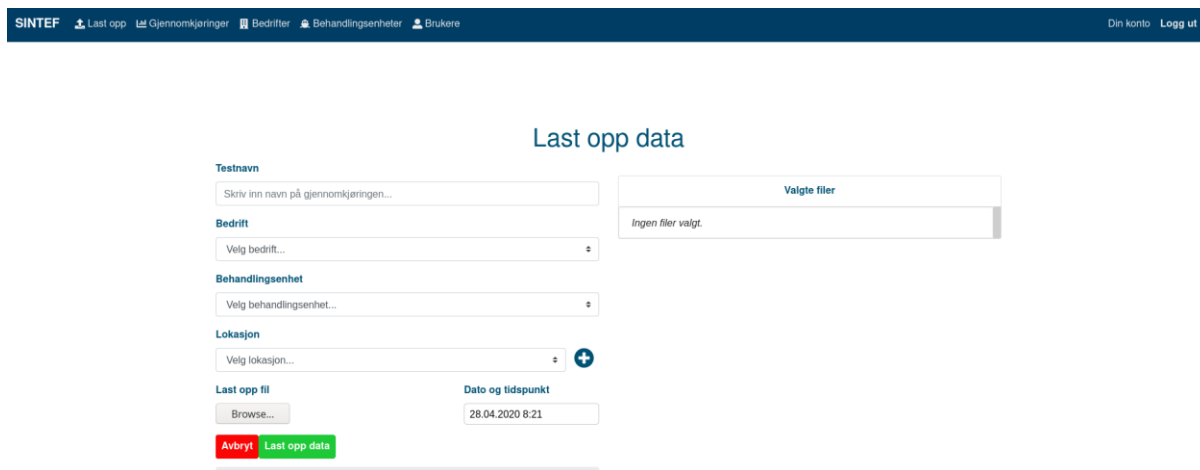 SINTEF Last opp Gjennomkjøringer Bedrifter Behandlingsenheter Brukere Din konto Logg ut
Last opp data
Testnavn
Skriv inn navn på gjennomkjøringen...
Bedrift
Velg bedrift...
Behandlingsenhet
Velg behandlingsenhet...
Lokasjon
Velg lokasjon...
Last opp fil Dato og tidspunkt
Browse... 28.04.2020 8:21
Avbryt Last opp data
Valgte filer
Ingen filer valgt.